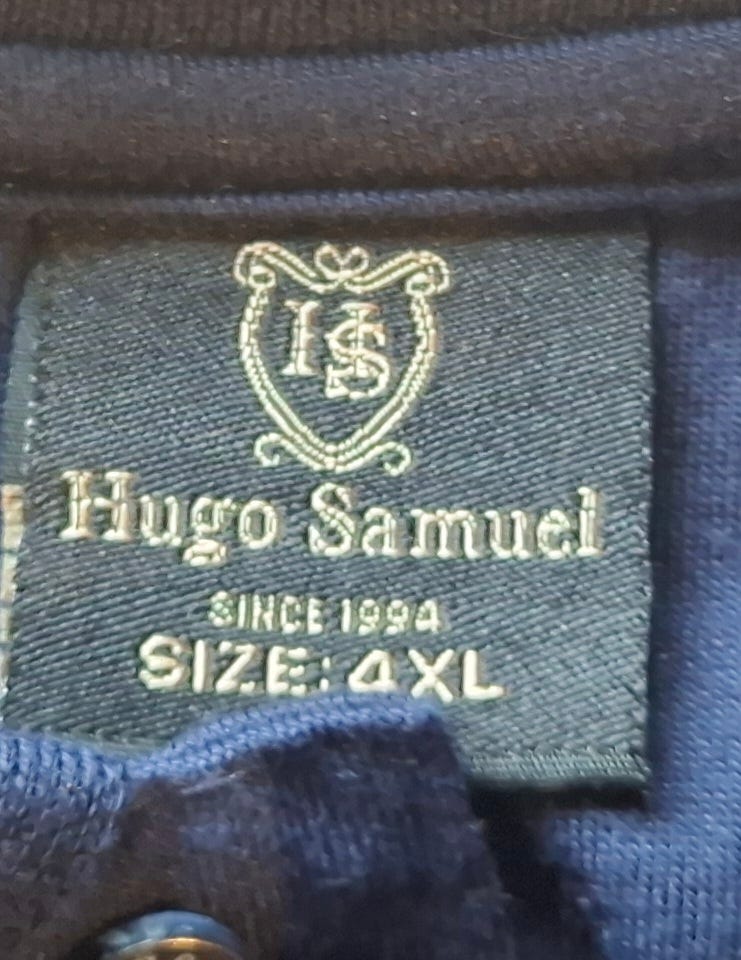 HS
Hugo Samuel
SINCE 1994
SIZE: 4XL